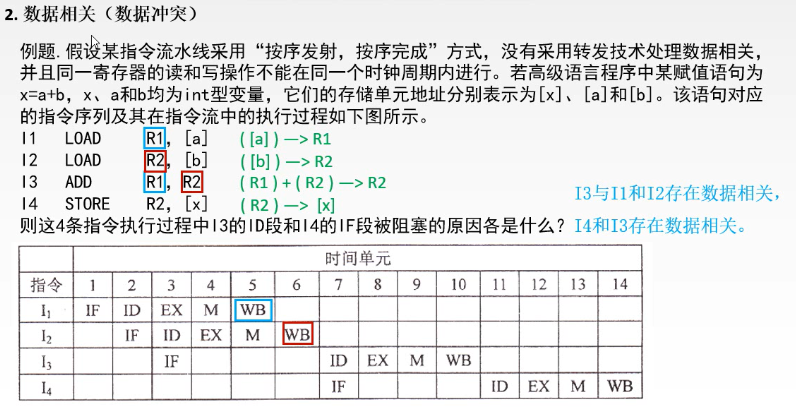 2. 数据相关（数据冲突）
例题. 假设某指令流水线采用“按序发射，按序完成”方式，没有采用转发技术处理数据相关，
并且同一寄存器的读和写操作不能在同一个时钟周期内进行。若高级语言程序中某赋值语句为
x=a+b，x、a和b均为int型变量，它们的存储单元地址分别表示为[x]、[a]和[b]。该语句对应
的指令序列及其在指令流中的执行过程如下图所示。
I1 LOAD R1, [a] ([a]) —> R1
I2 LOAD R2, [b] ([b]) —> R2
I3 ADD R1, R2 (R1)+(R2) —> R2
I4 STORE R2, [x] (R2) —> [x]
I3与I1和I2存在数据相关，
则这4条指令执行过程中I3的ID段和I4的IF段被阻塞的原因各是什么？ I4和I3存在数据相关。
时间单元
指令 1 2 3 4 5 6 7 8 9 10 11 12 13 14
I1 IF ID EX M WB
I2 IF ID EX M WB
I3 IF ID EX M WB
I4 IF ID EX M WB